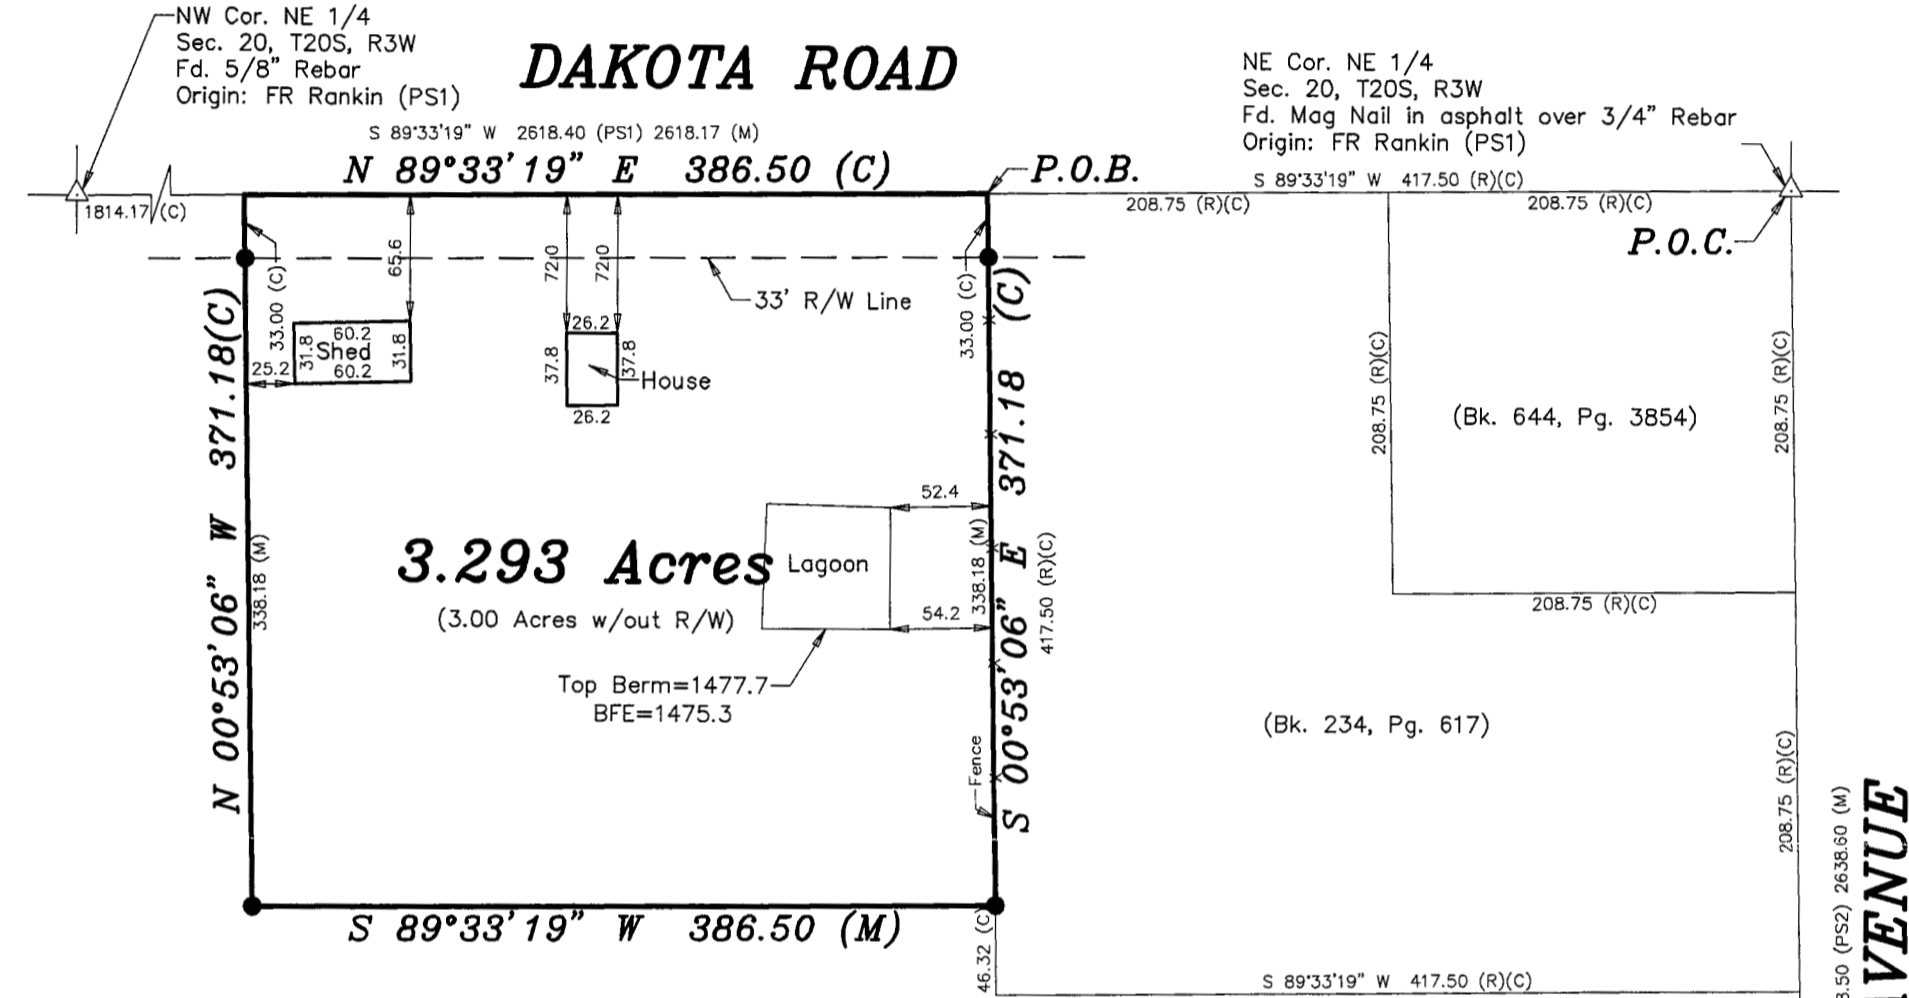 NW Cor. NE 1/4
Sec. 20, T20S, R3W
Fd. 5/8" Rebar
Origin: FR Rankin (PS1)
DAKOTA ROAD
NE Cor. NE 1/4
Sec. 20, T20S, R3W
Fd. Mag Nail in asphalt over 3/4" Rebar
Origin: FR Rankin (PS1)
S 89°33'19" W 2618.40 (PS1) 2618.17 (M)
N 89°33'19" E 386.50 (C)
P.O.B.
S 89°33'19" W 417.50 (R)(C)
1814.17 (C)
208.75 (R)(C)
208.75 (R)(C)
P.O.C.
33.00 (C)
65.6
72.0
72.0
33.00 (C)
33' R/W Line
N 00°53'06" W 371.18(C)
338.18 (M)
25.2
31.8
60.2
Shed
60.2
31.8
26.2
37.8
37.8
House
26.2
S 00°53'06" E 371.18 (C)
338.18 (M)
417.50 (R)(C)
208.75 (R)(C)
(Bk. 644, Pg. 3854)
208.75 (R)(C)
52.4
3.293 Acres
Lagoon
(3.00 Acres w/out R/W)
54.2
208.75 (R)(C)
Top Berm=1477.7
BFE=1475.3
Fence
(Bk. 234, Pg. 617)
208.75 (R)(C)
S 89°33'19" W 386.50 (M)
46.32 (C)
S 89°33'19" W 417.50 (R)(C)
.50 (PS2) 2638.60 (M)
VENUE